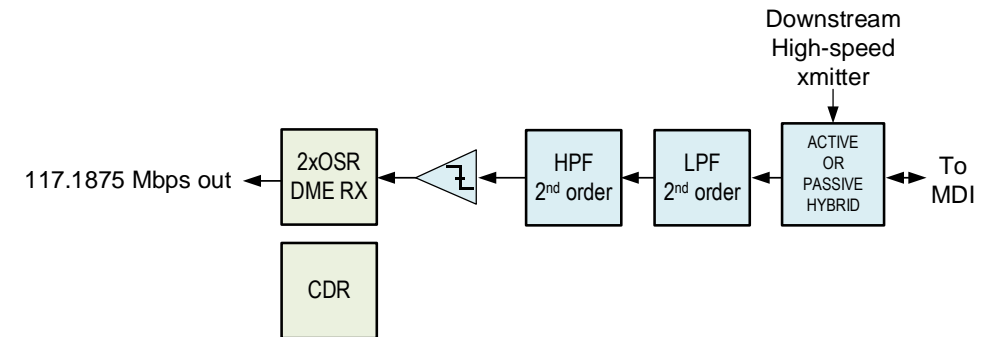 Downstream
High-speed
xmitter
117.1875 Mbps out
2xOSR
DME RX
HPF
2nd order
LPF
2nd order
ACTIVE
OR
PASSIVE
HYBRID
To
MDI
CDR